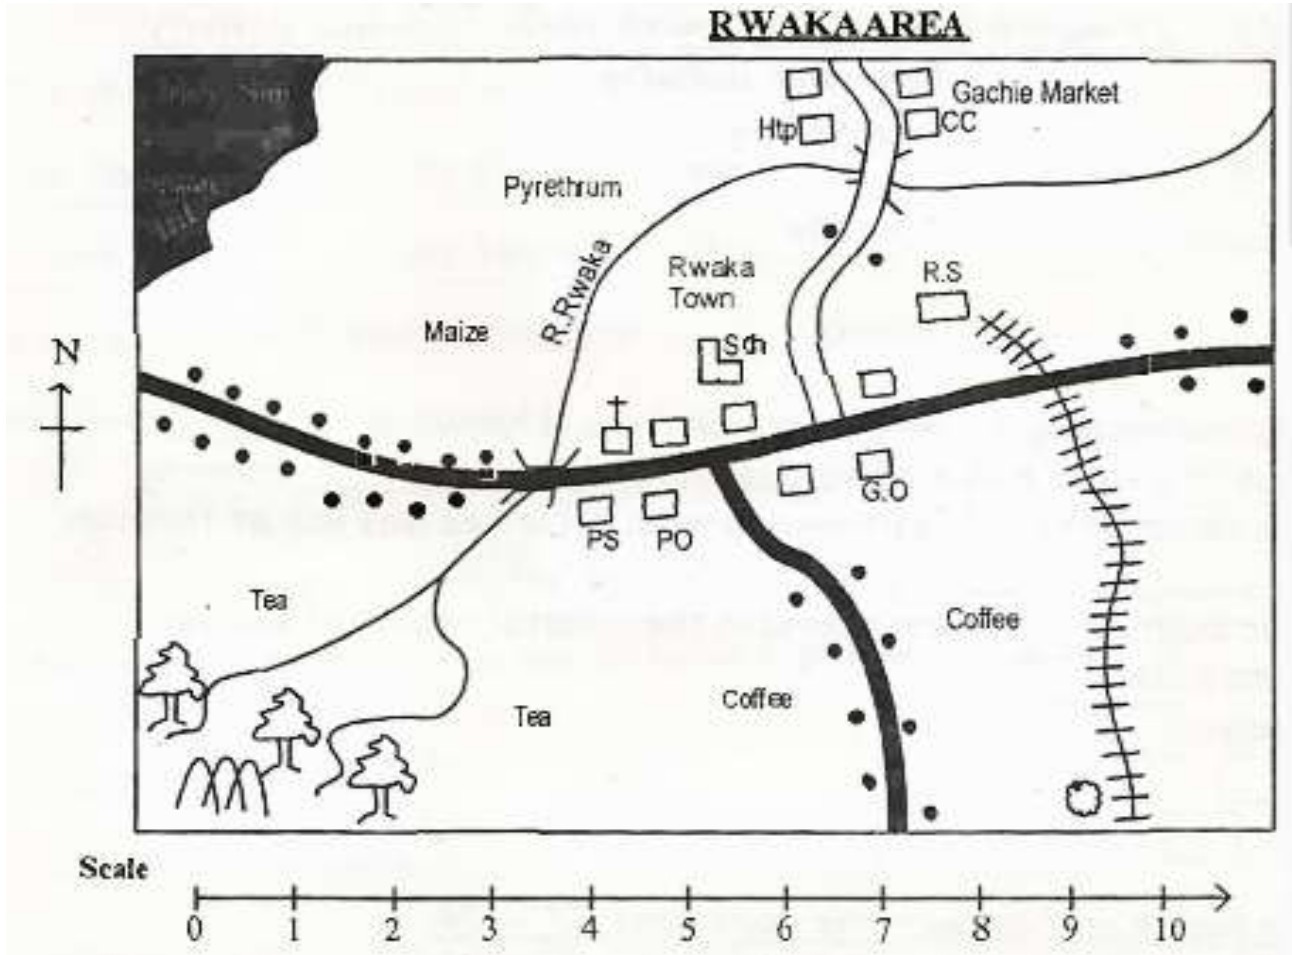 RWAKAAREA
Gachie Market
Htp
CC
Pyrethrum
R.Rwaka
Rwaka
Town
R.S
Maize
N
Sch
G.O
PS
PO
Tea
Coffee
Tea
Coffee
Scale
0 1 2 3 4 5 6 7 8 9 10